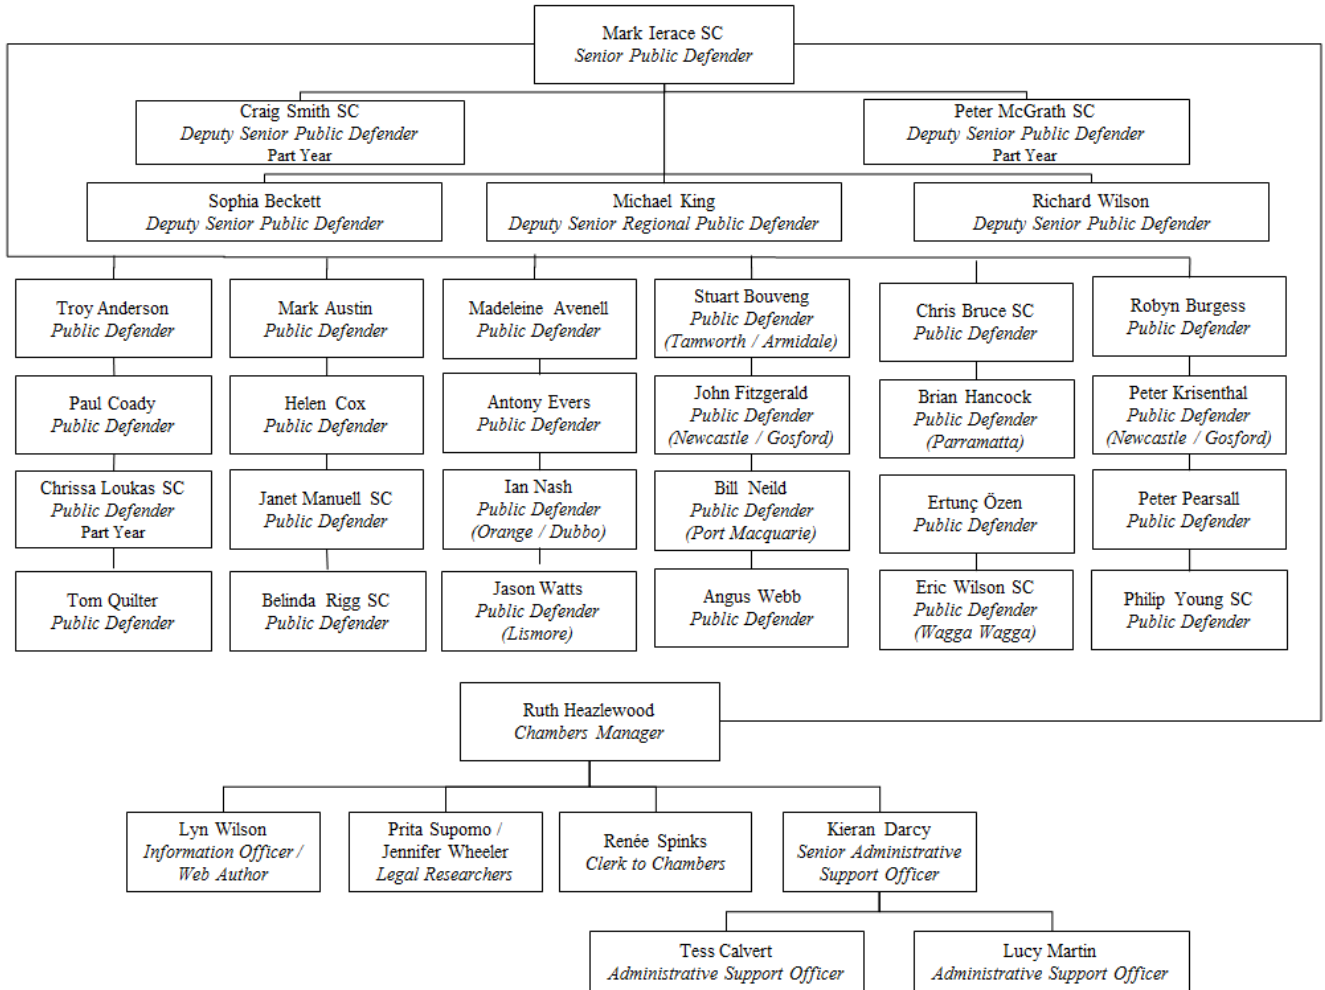 Mark Ierace SC
Senior Public Defender
Craig Smith SC
Deputy Senior Public Defender
Part Year
Peter McGrath SC
Deputy Senior Public Defender
Part Year
Sophia Beckett
Deputy Senior Public Defender
Michael King
Deputy Senior Regional Public Defender
Richard Wilson
Deputy Senior Public Defender
Troy Anderson
Public Defender
Mark Austin
Public Defender
Madeleine Avenell
Public Defender
Stuart Bouveng
Public Defender
(Tamworth / Armidale)
Chris Bruce SC
Public Defender
Robyn Burgess
Public Defender
Paul Coady
Public Defender
Helen Cox
Public Defender
Antony Evers
Public Defender
John Fitzgerald
Public Defender
(Newcastle / Gosford)
Brian Hancock
Public Defender
(Parramatta)
Peter Krisenthal
Public Defender
(Newcastle / Gosford)
Chrissa Loukas SC
Public Defender
Part Year
Janet Manuell SC
Public Defender
Ian Nash
Public Defender
(Orange / Dubbo)
Bill Neild
Public Defender
(Port Macquarie)
Ertunç Özen
Public Defender
Peter Pearsall
Public Defender
Tom Quilter
Public Defender
Belinda Rigg SC
Public Defender
Jason Watts
Public Defender
(Lismore)
Angus Webb
Public Defender
Eric Wilson SC
Public Defender
(Wagga Wagga)
Philip Young SC
Public Defender
Ruth Heazlewood
Chambers Manager
Lyn Wilson
Information Officer /
Web Author
Prita Supomo /
Jennifer Wheeler
Legal Researchers
Renée Spinks
Clerk to Chambers
Kieran Darcy
Senior Administrative
Support Officer
Tess Calvert
Administrative Support Officer
Lucy Martin
Administrative Support Officer